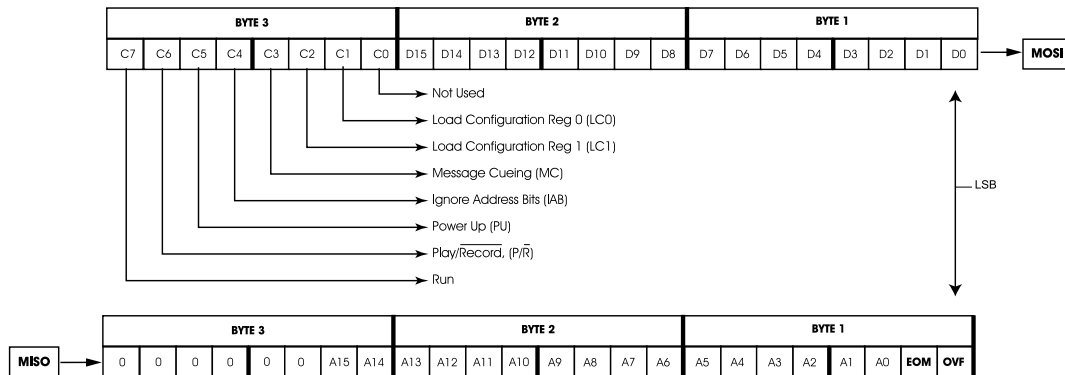 BYTE 3 BYTE 2 BYTE 1
C7 C6 C5 C4 C3 C2 C1 C0 D15 D14 D13 D12 D11 D10 D9 D8 D7 D6 D5 D4 D3 D2 D1 D0 MOSI
Not Used
Load Configuration Reg 0 (LC0)
Load Configuration Reg 1 (LC1)
Message Cueing (MC)
LSB
Ignore Address Bits (IAB)
Power Up (PU)
Play/Record, (P/R)
Run
BYTE 3 BYTE 2 BYTE 1
MISO 0 0 0 0 0 0 A15 A14 A13 A12 A11 A10 A9 A8 A7 A6 A5 A4 A3 A2 A1 A0 EOM OVF